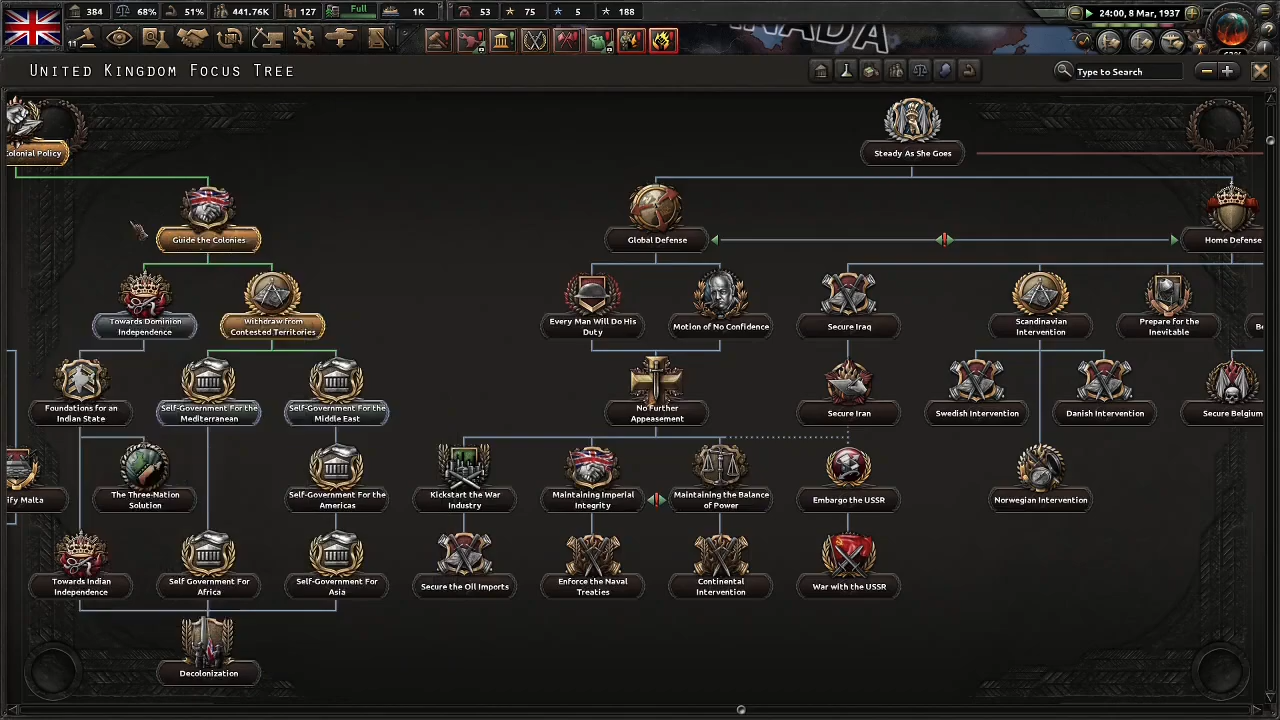 384
68%
51%
441.76K
127
Full
1K
53
75
5
188
24:00, 8 Mar, 1937
11
NADA
United Kingdom Focus Tree
Type to Search
Steady As She Goes
Colonial Policy
Guide the Colonies
Global Defense
Home Defense
Towards Dominion
Independence
Withdraw from
Contested Territories
Every Man Will Do His
Duty
Motion of No Confidence
Secure Iraq
Scandinavian
Intervention
Prepare for the
Inevitable
Foundations for an
Indian State
Self-Government For the
Mediterranean
Self-Government For the
Middle East
No Further
Appeasement
Secure Iran
Swedish Intervention
Danish Intervention
Secure Belgium
ify Malta
The Three-Nation
Solution
Self-Government For the
Americas
Kickstart the War
Industry
Maintaining Imperial
Integrity
Maintaining the Balance
of Power
Embargo the USSR
Norwegian Intervention
Towards Indian
Independence
Self Government For
Africa
Self-Government For
Asia
Secure the Oil Imports
Enforce the Naval
Treaties
Continental
Intervention
War with the USSR
Decolonization